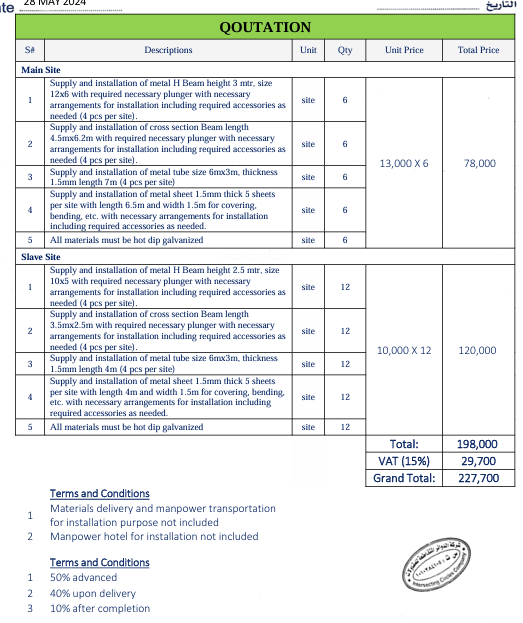 ate 28 MAY 2024 التاريخ
QOUTATION
S# Descriptions Unit Qty Unit Price Total Price
Main Site
1 Supply and installation of metal H Beam height 3 mtr, size
12x6 with required necessary plunger with necessary
arrangements for installation including required accessories as
needed (4 pcs per site).
site 6
2 Supply and installation of cross section Beam length
4.5mx6.2m with required necessary plunger with necessary
arrangements for installation including required accessories as
needed (4 pcs per site).
site 6
3 Supply and installation of metal tube size 6mx3m, thickness
1.5mm length 7m (4 pcs per site)
site 6
4 Supply and installation of metal sheet 1.5mm thick 5 sheets
per site with length 6.5m and width 1.5m for covering,
bending, etc. with necessary arrangements for installation
including required accessories as needed.
site 6
5 All materials must be hot dip galvanized site 6
13,000 X 6 78,000
Slave Site
1 Supply and installation of metal H Beam height 2.5 mtr, size
10x5 with required necessary plunger with necessary
arrangements for installation including required accessories as
needed (4 pcs per site).
site 12
2 Supply and installation of cross section Beam length
3.5mx2.5m with required necessary plunger with necessary
arrangements for installation including required accessories as
needed (4 pcs per site).
site 12
3 Supply and installation of metal tube size 6mx3m, thickness
1.5mm length 4m (4 pcs per site)
site 12
4 Supply and installation of metal sheet 1.5mm thick 5 sheets
per site with length 4m and width 1.5m for covering, bending,
etc. with necessary arrangements for installation including
required accessories as needed.
site 12
5 All materials must be hot dip galvanized site 12
10,000 X 12 120,000
Total: 198,000
VAT (15%) 29,700
Grand Total: 227,700
Terms and Conditions
1 Materials delivery and manpower transportation
for installation purpose not included
2 Manpower hotel for installation not included
Terms and Conditions
1 50% advanced
2 40% upon delivery
3 10% after completion
Intersecting Circles Company